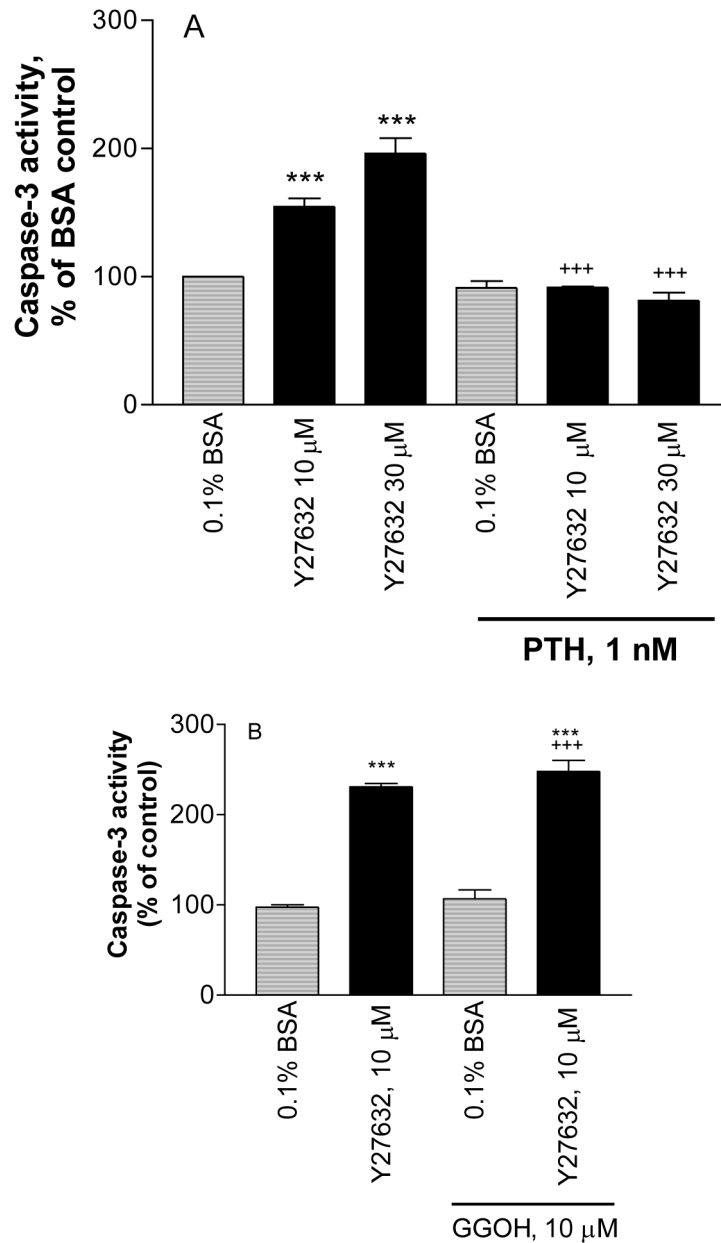 A
Caspase-3 activity,
% of BSA control
300
200
100
0
***
***
+++
+++
0.1% BSA
Y27632 10 μM
Y27632 30 μM
0.1% BSA
Y27632 10 μM
Y27632 30 μM
PTH, 1 nM
B
Caspase-3 activity
(% of control)
300
200
100
0
***
***
+++
0.1% BSA
Y27632, 10 μM
0.1% BSA
Y27632, 10 μM
GGOH, 10 μM